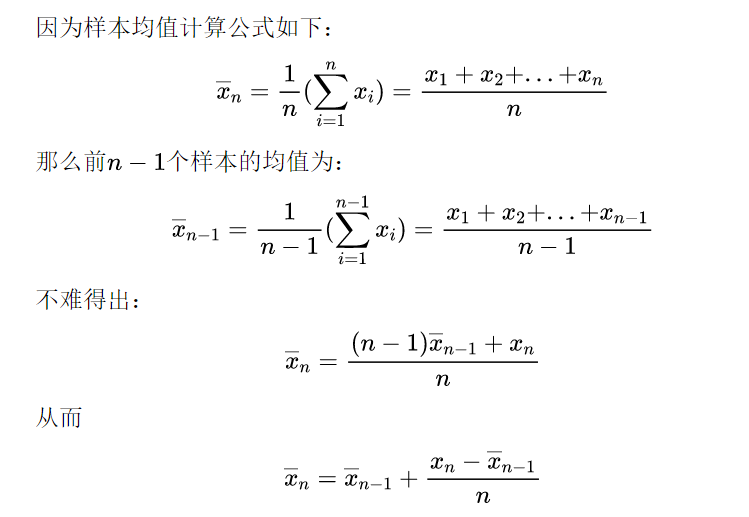 因为样本均值计算公式如下：
$\overline{x}_n = \frac{1}{n}(\sum_{i=1}^{n} x_i) = \frac{x_1 + x_2 + \ldots + x_n}{n}$
那么前$n-1$个样本的均值为：
$\overline{x}_{n-1} = \frac{1}{n-1}(\sum_{i=1}^{n-1} x_i) = \frac{x_1 + x_2 + \ldots + x_{n-1}}{n-1}$
不难得出：
$\overline{x}_n = \frac{(n-1)\overline{x}_{n-1} + x_n}{n}$
从而
$\overline{x}_n = \overline{x}_{n-1} + \frac{x_n - \overline{x}_{n-1}}{n}$